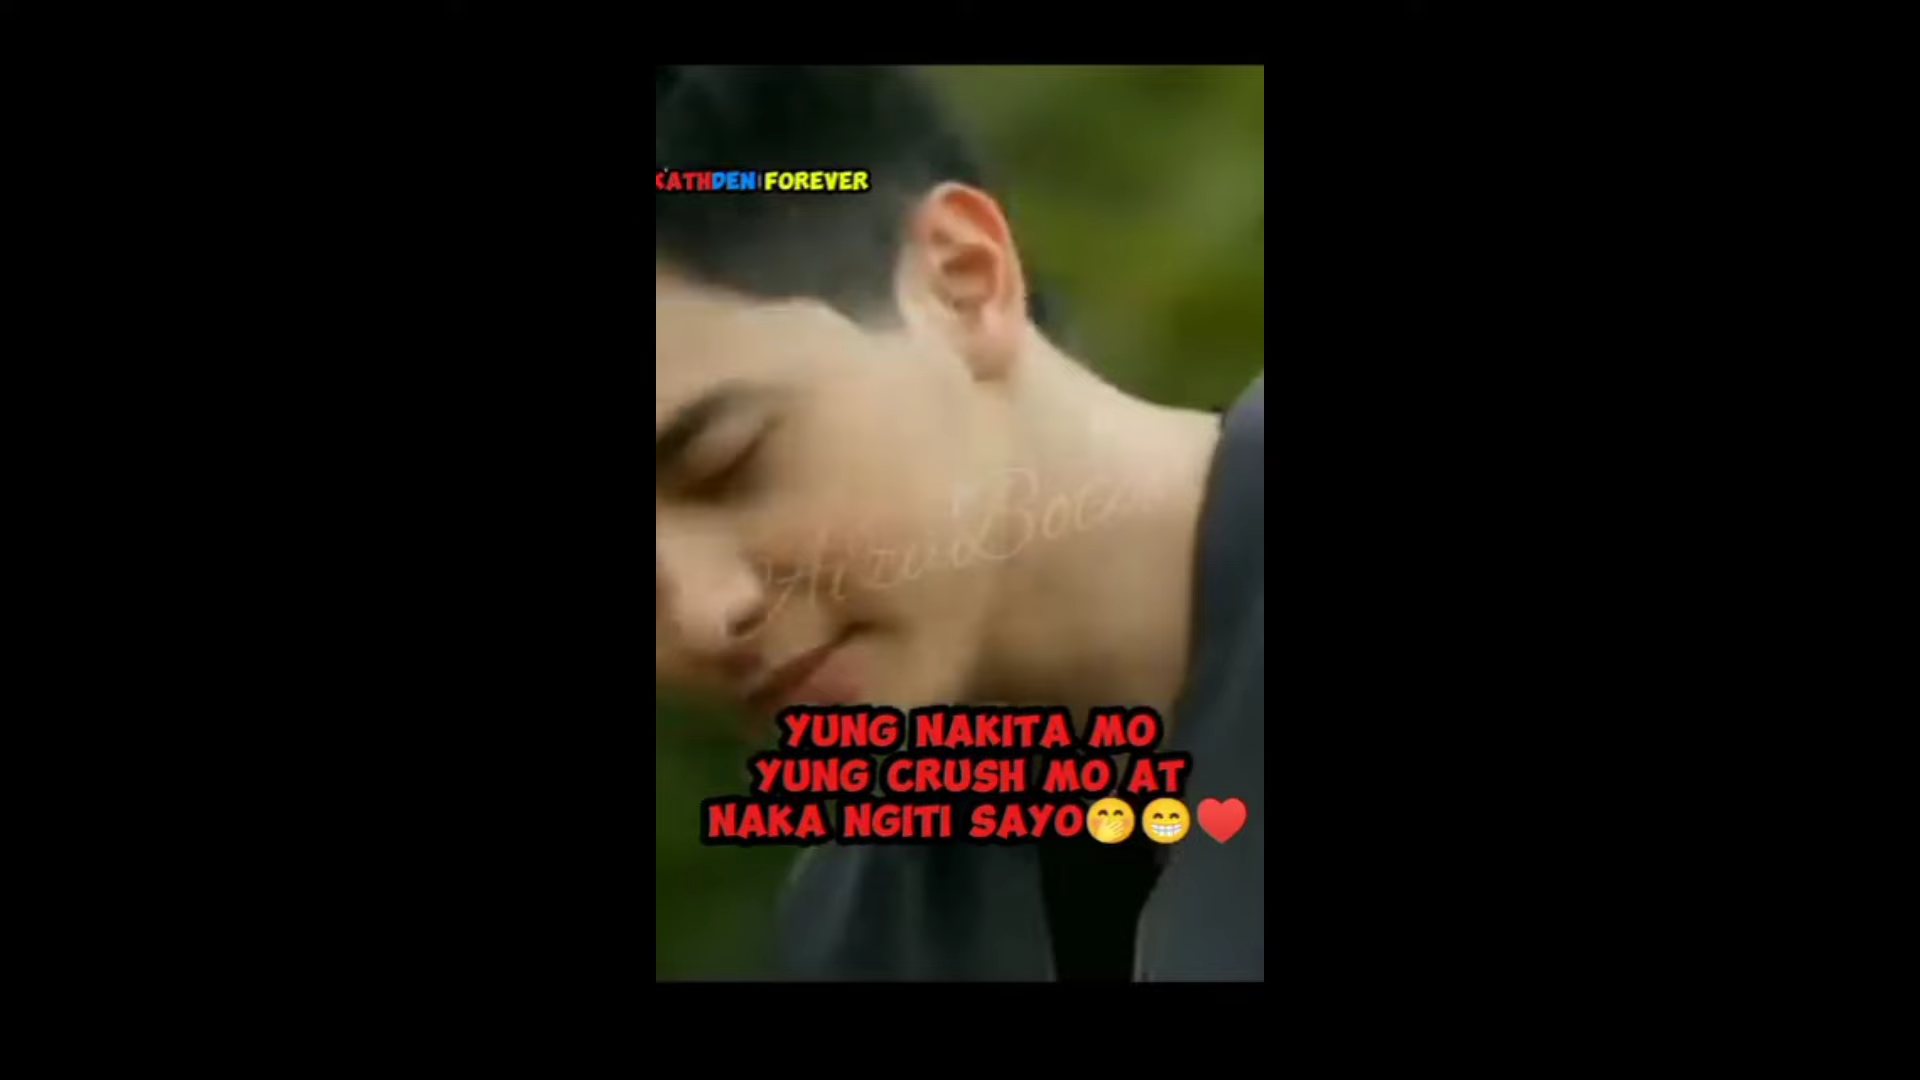 KATHDEN FOREVER
YUNG NAKITA MO
YUNG CRUSH MO AT
NAKA NGITI SAYO🤭😁♥️